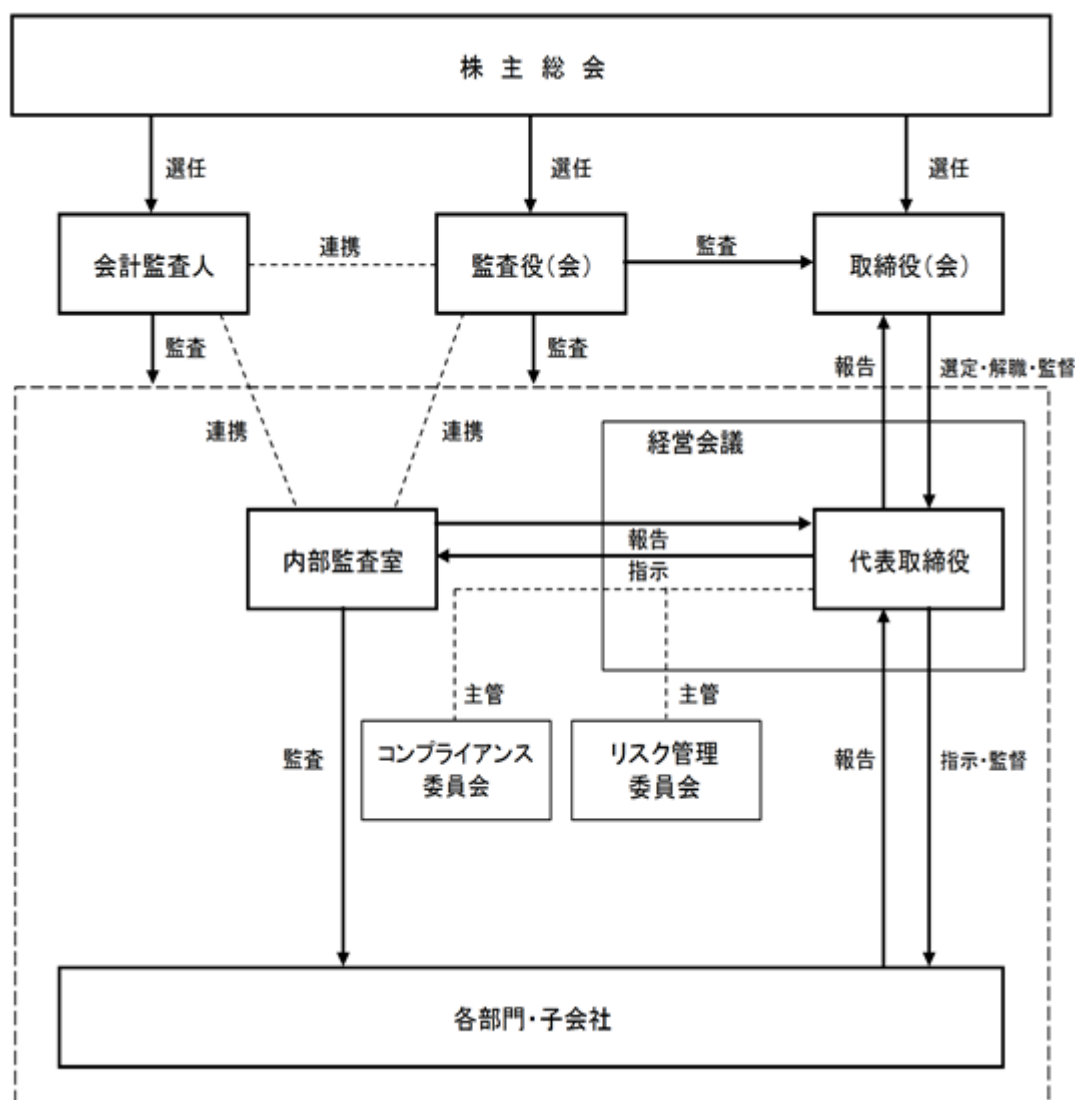 株主総会
選任
選任
選任
会計監査人
連携
監査役(会)
監査
取締役(会)
監査
監査
報告
選定・解職・監督
連携
連携
経営会議
内部監査室
報告
指示
代表取締役
主管
主管
監査
コンプライアンス
委員会
リスク管理
委員会
報告
指示・監督
各部門・子会社